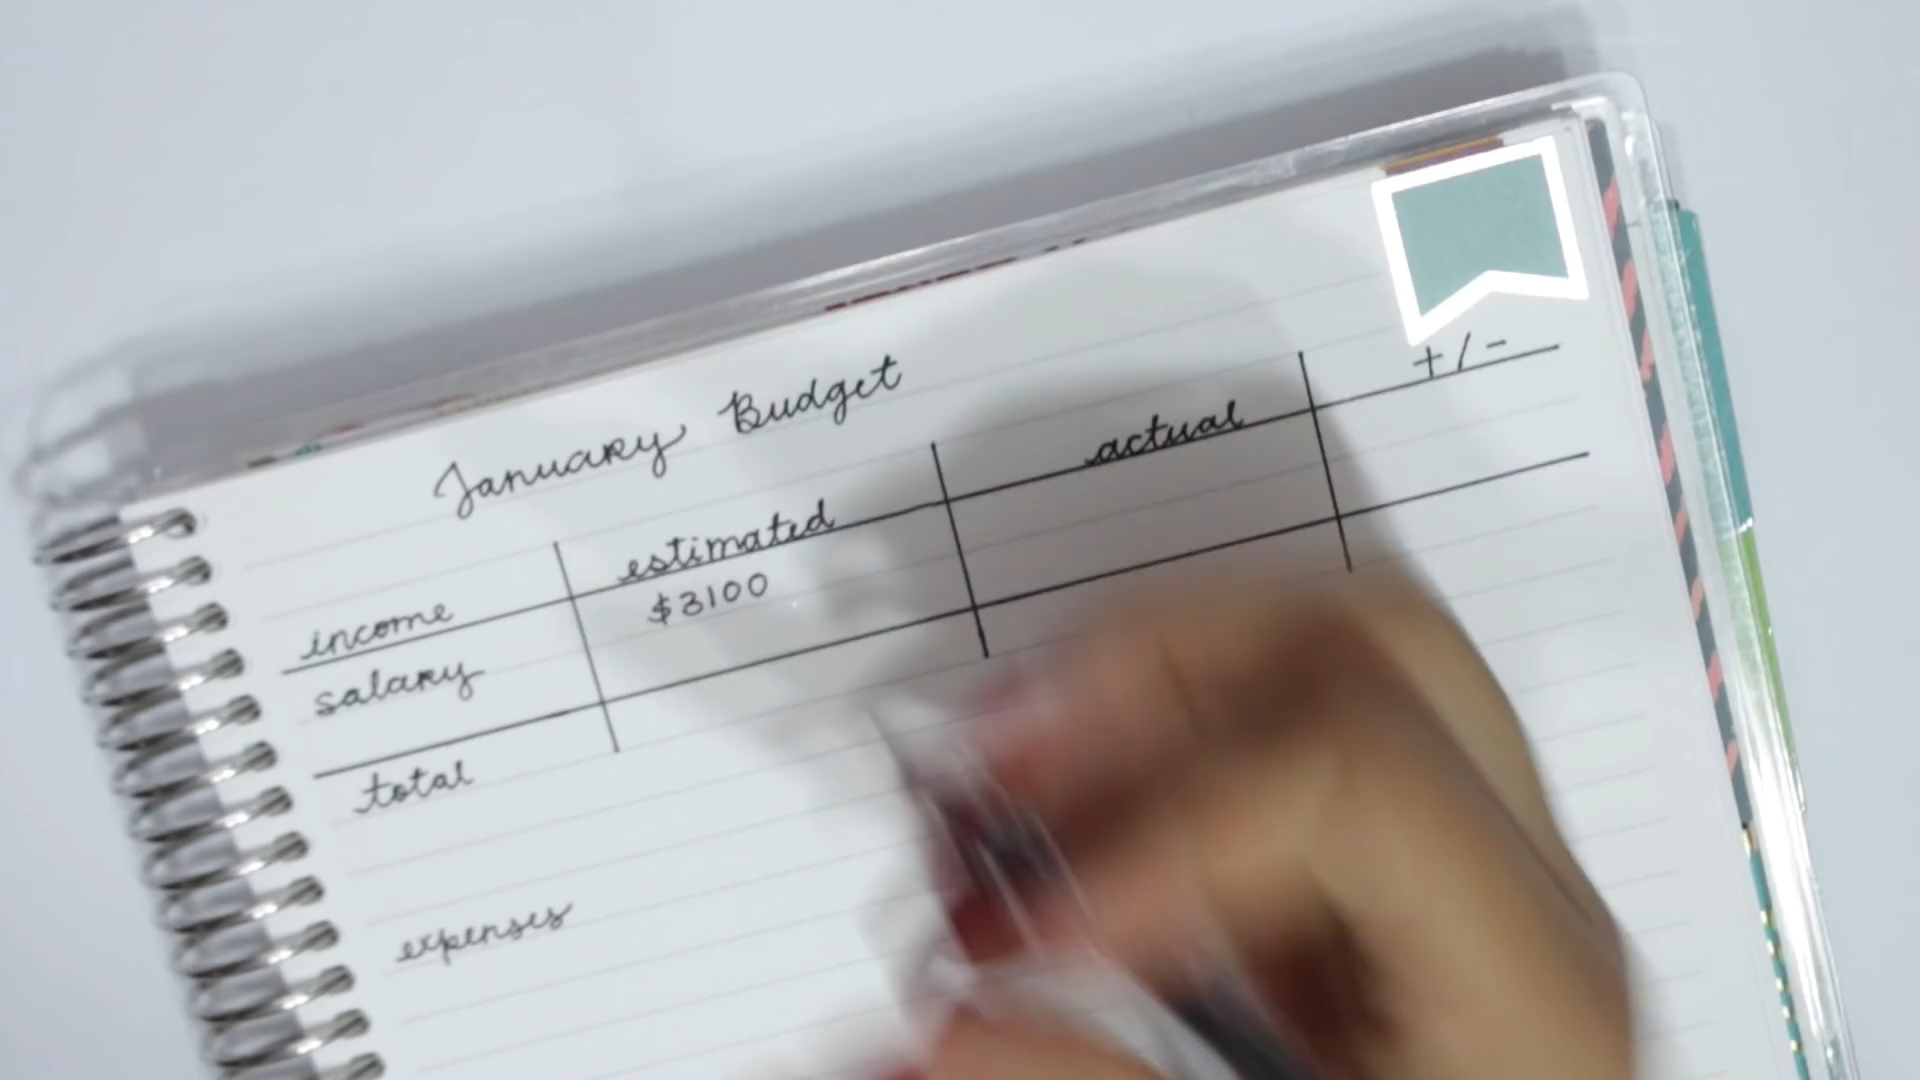 January Budget
income estimated actual +/-
salary $3100
total
expenses